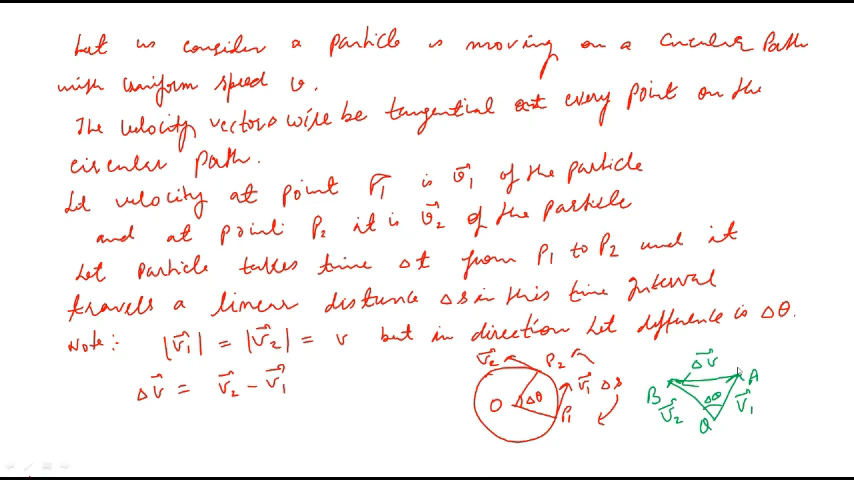 Let us consider a particle is moving on a circular path
with uniform speed v.
The velocity vectors will be tangential at every point on the
circular path.
Let velocity at point P₁ is v⃗₁ of the particle
and at point P₂ it is v⃗₂ of the particle
Let particle takes time Δt from P₁ to P₂ and it
travels a linear distance Δs in this time interval
Note:- |v⃗₁| = |v⃗₂| = v but in direction let difference is Δθ.
Δv⃗ = v⃗₂ - v⃗₁
v⃗₂ P₂
v⃗₁ Δs
O Δθ
P₁
Δv⃗
B A
Δθ
v⃗₂ v⃗₁
Q